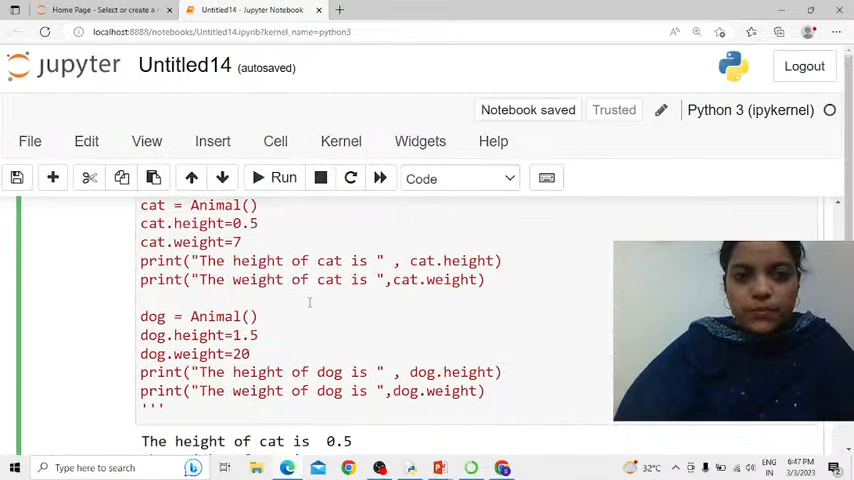 Home Page - Select or create a n
Untitled14 - Jupyter Notebook
localhost:8888/notebooks/Untitled14.ipynb?kernel_name=python3
jupyter Untitled14 (autosaved)
Logout
Notebook saved Trusted Python 3 (ipykernel)
File Edit View Insert Cell Kernel Widgets Help
Run Code
cat = Animal()
cat.height=0.5
cat.weight=7
print("The height of cat is " , cat.height)
print("The weight of cat is ",cat.weight)
dog = Animal()
dog.height=1.5
dog.weight=20
print("The height of dog is " , dog.height)
print("The weight of dog is ",dog.weight)
'''
The height of cat is  0.5
Type here to search
32°C
ENG
IN
6:47 PM
3/3/2023
2